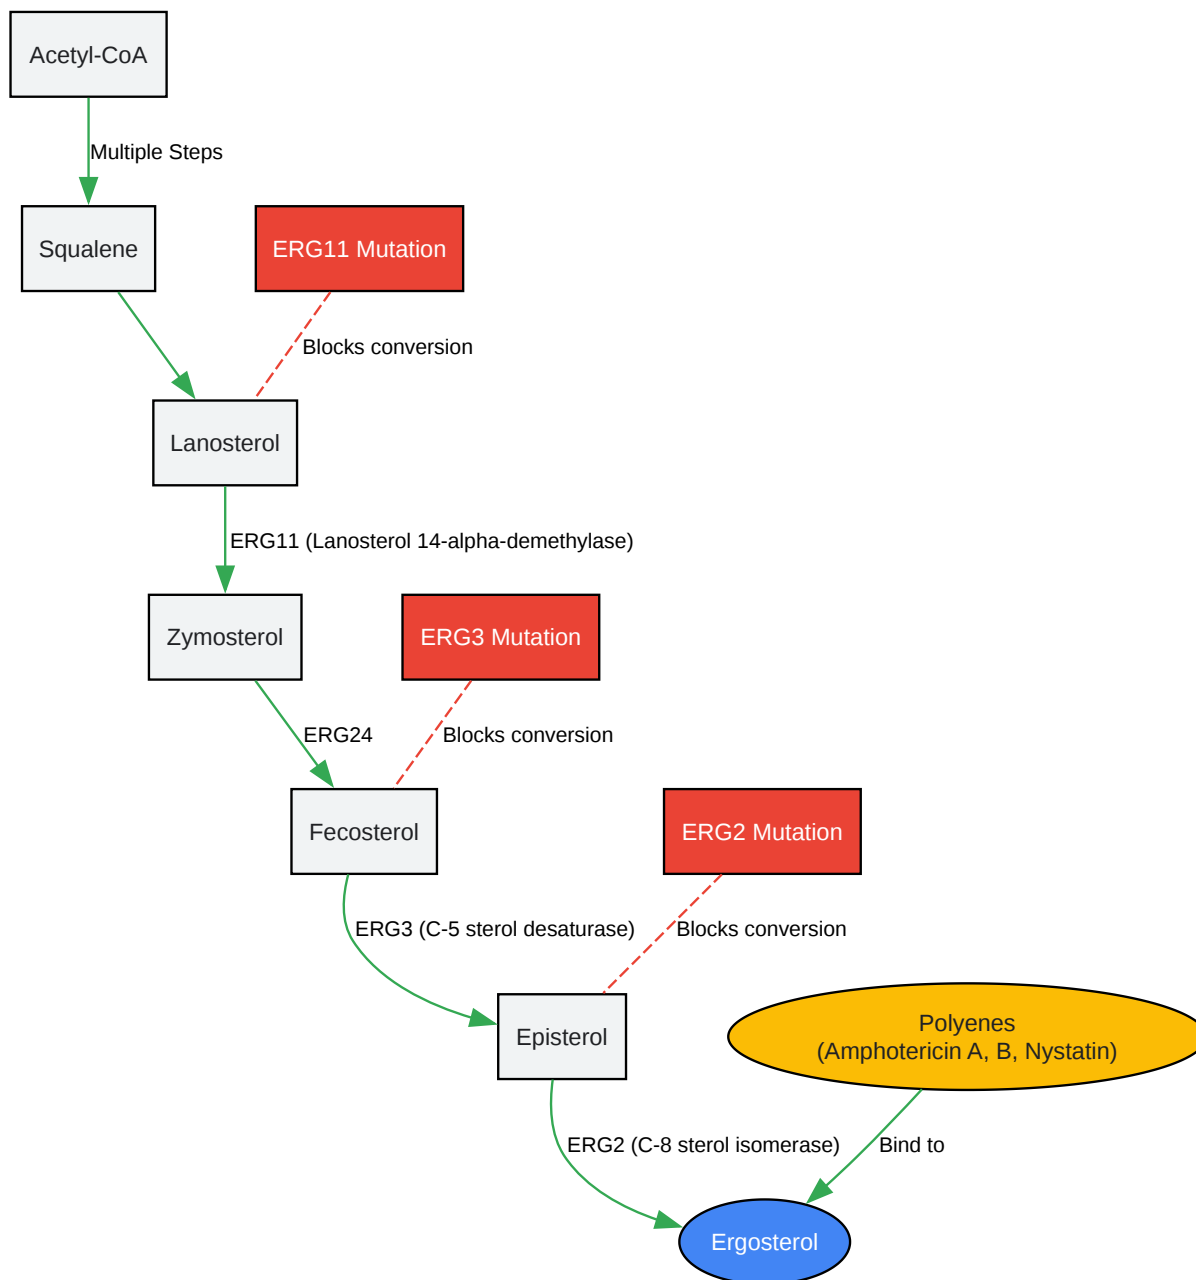 Acetyl-CoA
Multiple Steps
Squalene
ERG11 Mutation
Blocks conversion
Lanosterol
ERG11 (Lanosterol 14-alpha-demethylase)
Zymosterol
ERG3 Mutation
ERG24
Blocks conversion
Fecosterol
ERG2 Mutation
ERG3 (C-5 sterol desaturase)
Blocks conversion
Episterol
Polyenes
(Amphotericin A, B, Nystatin)
ERG2 (C-8 sterol isomerase)
Bind to
Ergosterol